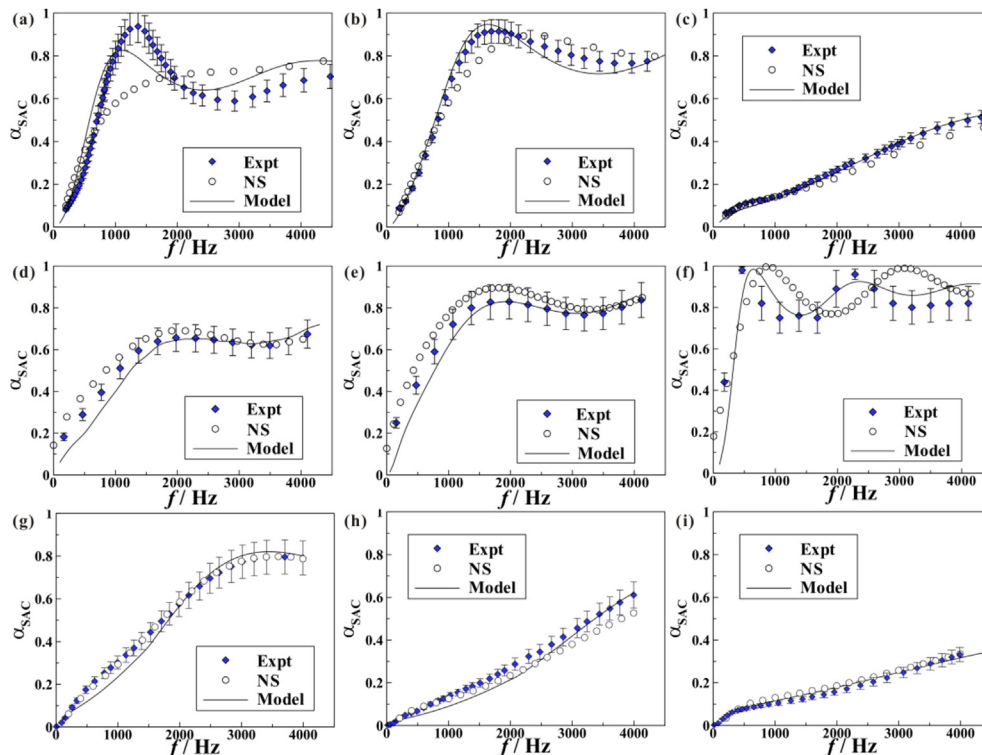 (a)
1
0.8
0.6
0.4
0.2
0
α_SAC
Expt
NS
Model
0 1000 2000 3000 4000
f / Hz
(b)
1
0.8
0.6
0.4
0.2
0
α_SAC
Expt
NS
Model
0 1000 2000 3000 4000
f / Hz
(c)
1
0.8
0.6
0.4
0.2
0
α_SAC
Expt
NS
Model
0 1000 2000 3000 4000
f / Hz
(d)
1
0.8
0.6
0.4
0.2
0
α_SAC
Expt
NS
Model
0 1000 2000 3000 4000
f / Hz
(e)
1
0.8
0.6
0.4
0.2
0
α_SAC
Expt
NS
Model
0 1000 2000 3000 4000
f / Hz
(f)
1
0.8
0.6
0.4
0.2
0
α_SAC
Expt
NS
Model
0 1000 2000 3000 4000
f / Hz
(g)
1
0.8
0.6
0.4
0.2
0
α_SAC
Expt
NS
Model
0 1000 2000 3000 4000
f / Hz
(h)
1
0.8
0.6
0.4
0.2
0
α_SAC
Expt
NS
Model
0 1000 2000 3000 4000
f / Hz
(i)
1
0.8
0.6
0.4
0.2
0
α_SAC
Expt
NS
Model
0 1000 2000 3000 4000
f / Hz